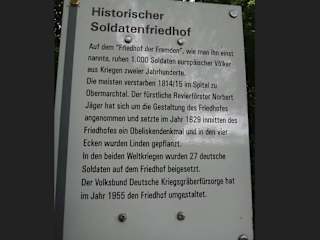 Historischer
Soldatenfriedhof
Auf dem "Friedhof der Fremden", wie man ihn einst
nannte, ruhen 1.000 Soldaten europäischer Völker
aus Kriegen zweier Jahrhunderte.
Die meisten verstarben 1814/15 im Spital zu
Obermarchtal. Der fürstliche Revierförster Norbert
Jäger hat sich um die Gestaltung des Friedhofes
angenommen und setzte im Jahr 1829 inmitten des
Friedhofes ein Obeliskendenkmal und in den vier
Ecken wurden Linden gepflanzt.
In den beiden Weltkriegen wurden 27 deutsche
Soldaten auf dem Friedhof beigesetzt.
Der Volksbund Deutsche Kriegsgräberfürsorge hat
im Jahr 1955 den Friedhof umgestaltet.